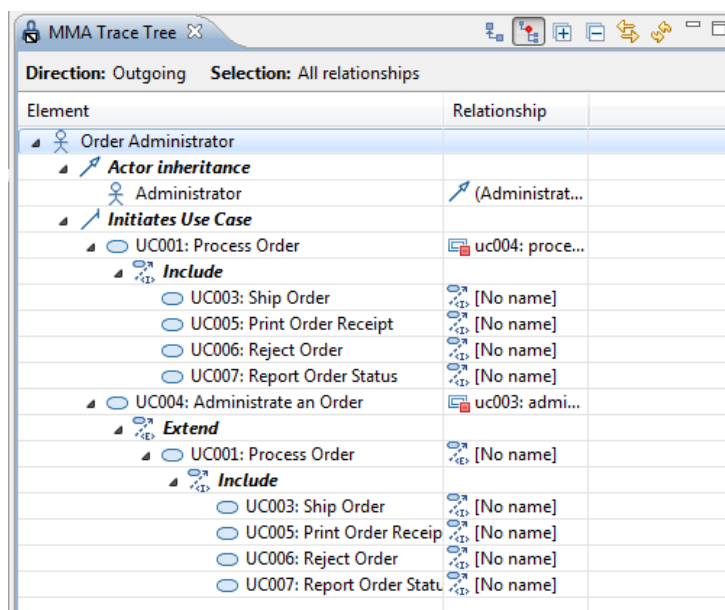 MMA Trace Tree
Direction: Outgoing Selection: All relationships
Element Relationship
Order Administrator
Actor inheritance
Administrator (Administrat...
Initiates Use Case
UC001: Process Order uc004: proce...
Include
UC003: Ship Order [No name]
UC005: Print Order Receipt [No name]
UC006: Reject Order [No name]
UC007: Report Order Status [No name]
UC004: Administrate an Order uc003: admi...
Extend
UC001: Process Order [No name]
Include
UC003: Ship Order [No name]
UC005: Print Order Receip [No name]
UC006: Reject Order [No name]
UC007: Report Order Statu [No name]